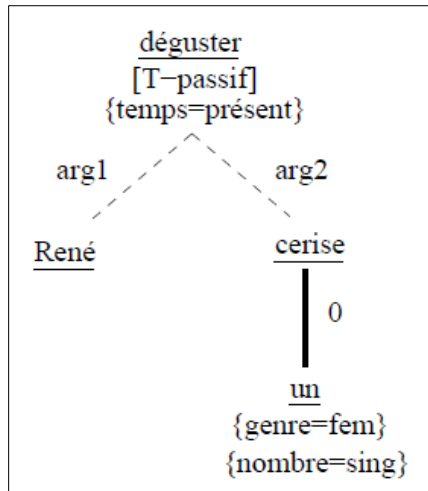 déguster
[T−passif]
{temps=présent}
arg1
arg2
René
cerise
0
un
{genre=fem}
{nombre=sing}